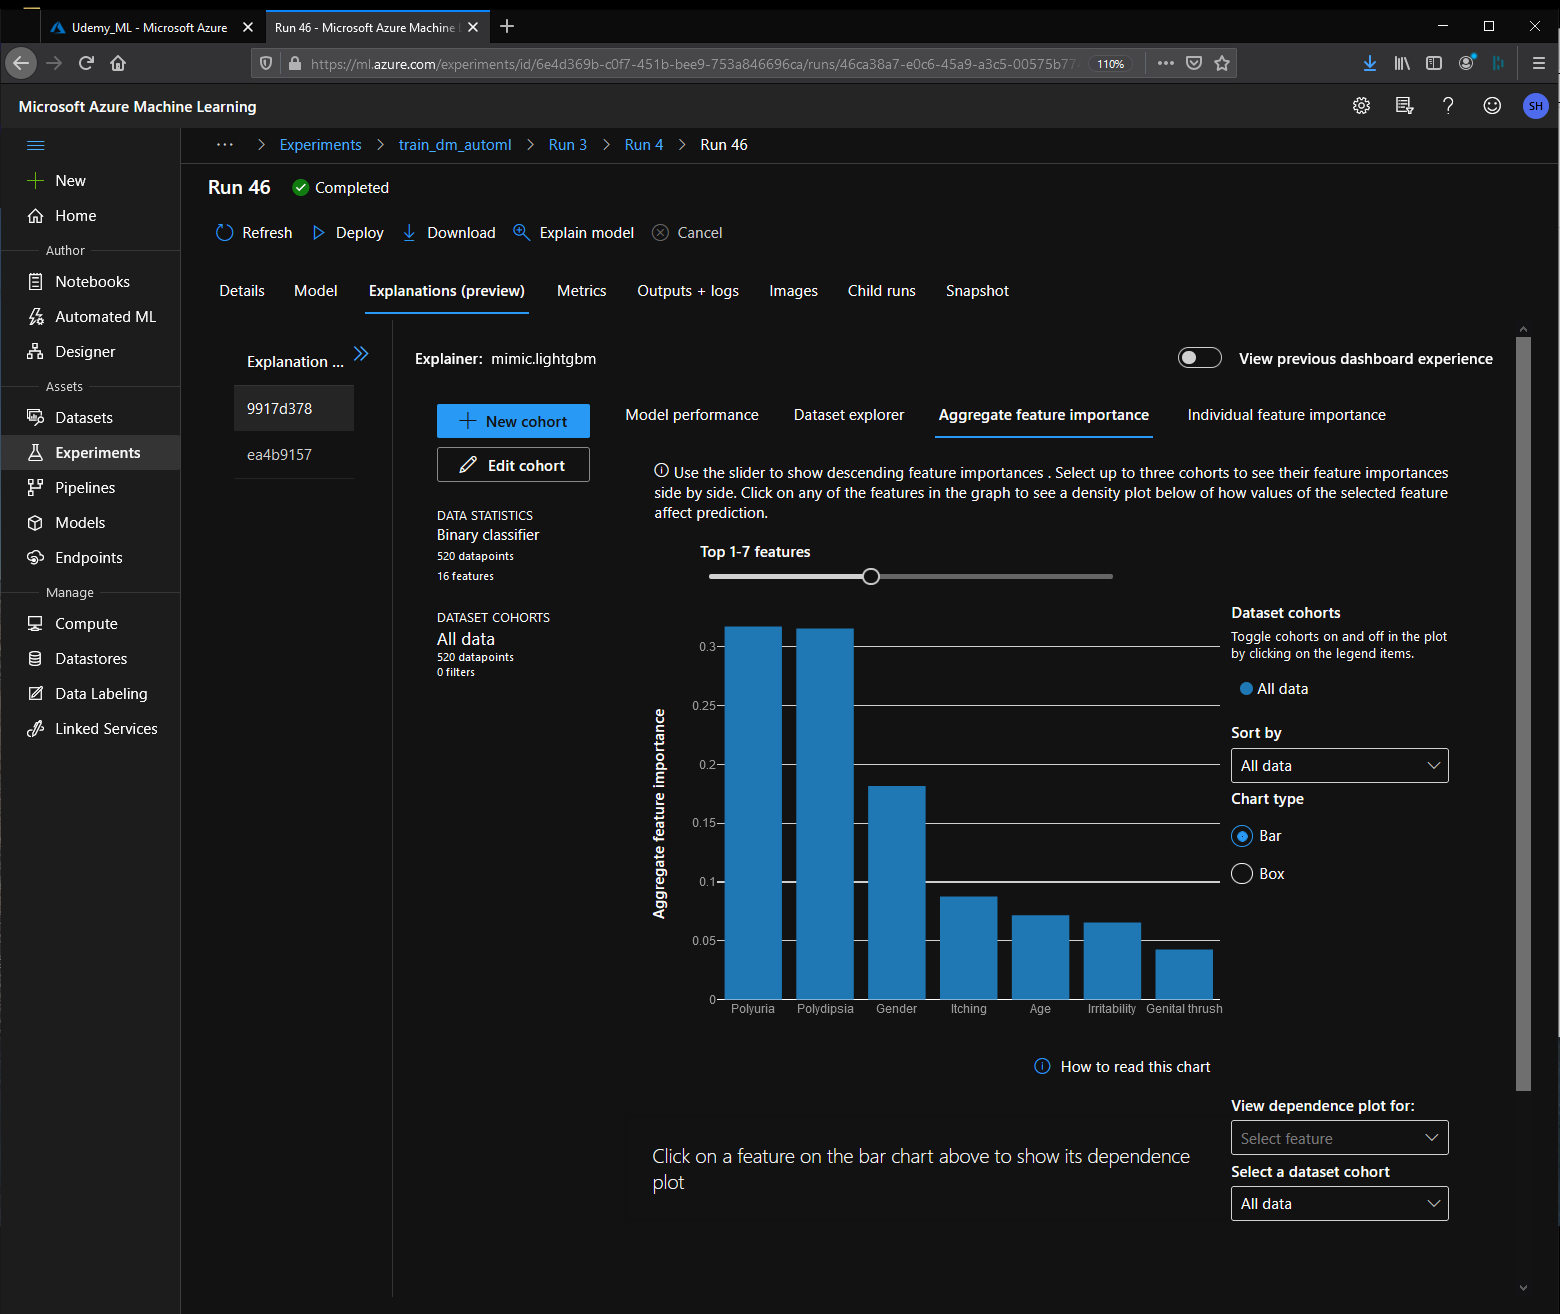 Udemy_ML - Microsoft Azure
Run 46 - Microsoft Azure Machine
https://ml.azure.com/experiments/id/6e4d369b-c0f7-451b-bee9-753a846696ca/runs/46ca38a7-e0c6-45a9-a3c5-00575b77
110%
Microsoft Azure Machine Learning
SH
Experiments
train_dm_automl
Run 3
Run 4
Run 46
New
Home
Author
Notebooks
Automated ML
Designer
Assets
Datasets
Experiments
Pipelines
Models
Endpoints
Manage
Compute
Datastores
Data Labeling
Linked Services
Run 46
Completed
Refresh
Deploy
Download
Explain model
Cancel
Details
Model
Explanations (preview)
Metrics
Outputs + logs
Images
Child runs
Snapshot
Explanation ...
9917d378
ea4b9157
Explainer: mimic.lightgbm
View previous dashboard experience
New cohort
Edit cohort
DATA STATISTICS
Binary classifier
520 datapoints
16 features
DATASET COHORTS
All data
520 datapoints
0 filters
Model performance
Dataset explorer
Aggregate feature importance
Individual feature importance
Use the slider to show descending feature importances . Select up to three cohorts to see their feature importances
side by side. Click on any of the features in the graph to see a density plot below of how values of the selected feature
affect prediction.
Top 1-7 features
Aggregate feature importance
0.3
0.25
0.2
0.15
0.1
0.05
0
Polyuria
Polydipsia
Gender
Itching
Age
Irritability
Genital thrush
Dataset cohorts
Toggle cohorts on and off in the plot
by clicking on the legend items.
All data
Sort by
All data
Chart type
Bar
Box
How to read this chart
View dependence plot for:
Select feature
Select a dataset cohort
All data
Click on a feature on the bar chart above to show its dependence
plot